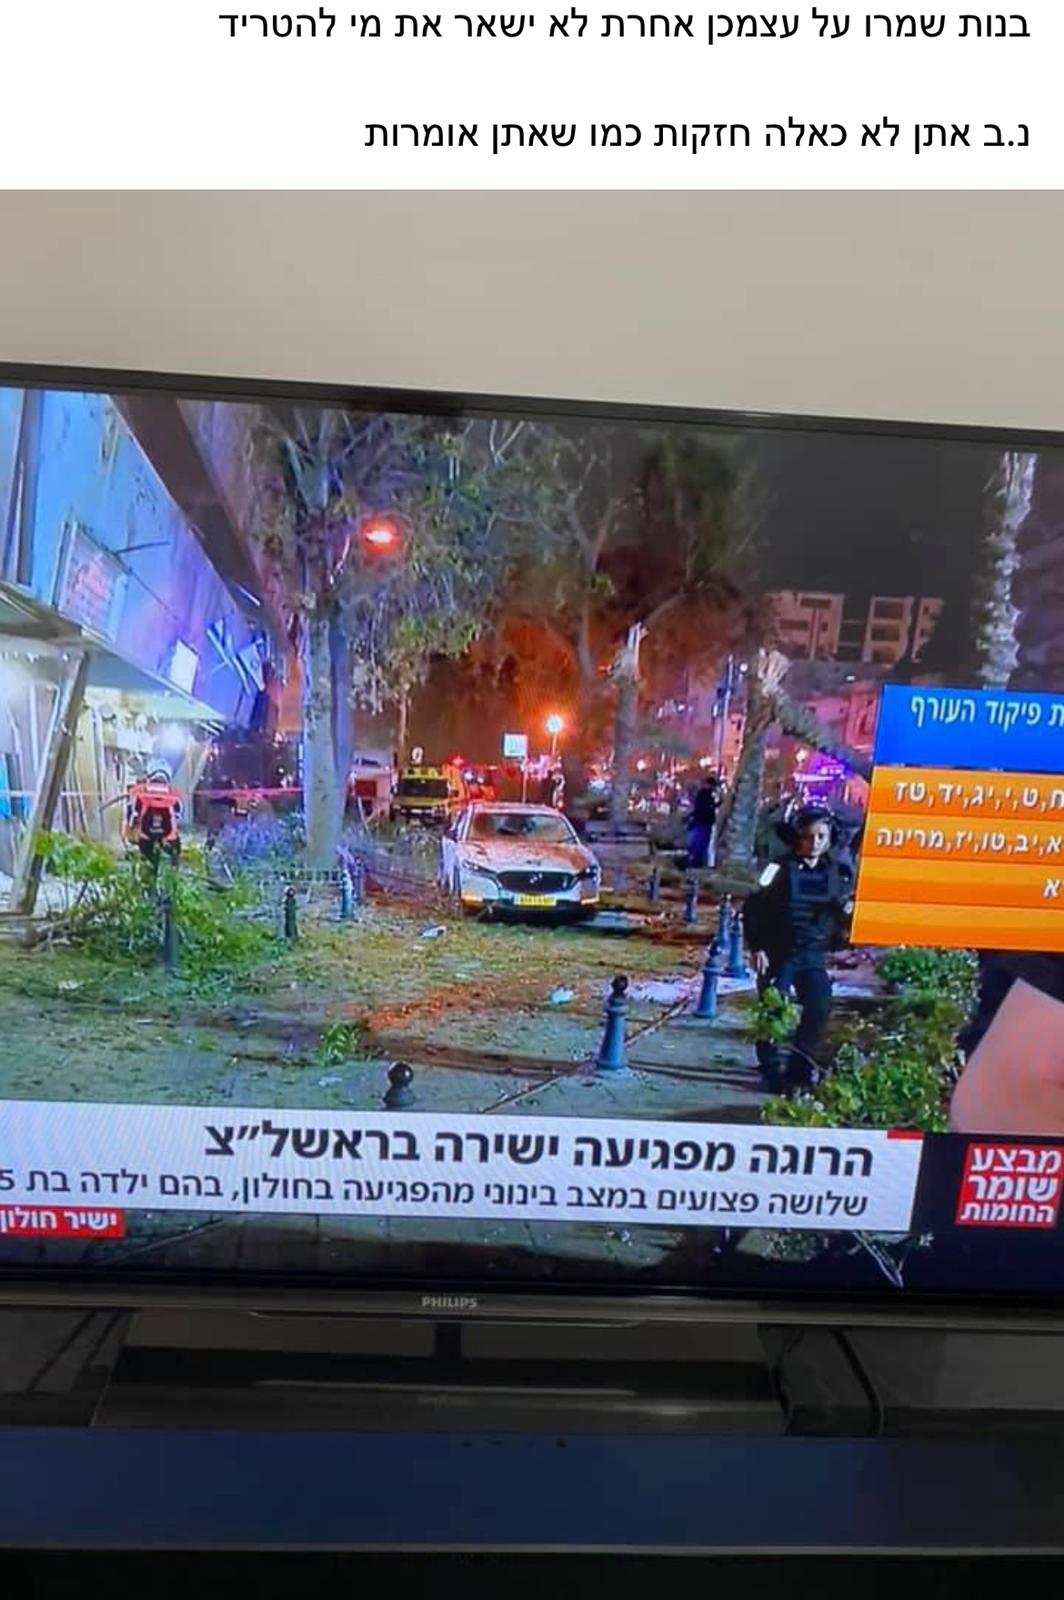 בנות שמרו על עצמכן אחרת לא ישאר את מי להטריד
נ.ב אתן לא כאלה חזקות כמו שאתן אומרות
ת פיקוד העורף
ח,ט,י,יג,יד,טז
א,יב,טו,יז,מרינה
א
הרוגה מפגיעה ישירה בראשל״צ
שלושה פצועים במצב בינוני מהפגיעה בחולון, בהם ילדה בת 5
ישיר חולון
מבצע
שומר
החומות
PHILIPS